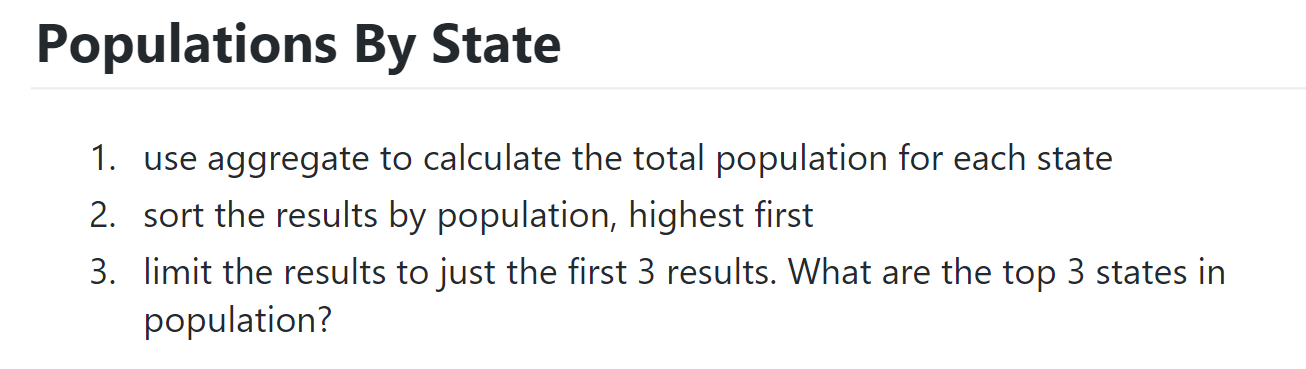 Populations By State
1. use aggregate to calculate the total population for each state
2. sort the results by population, highest first
3. limit the results to just the first 3 results. What are the top 3 states in
population?